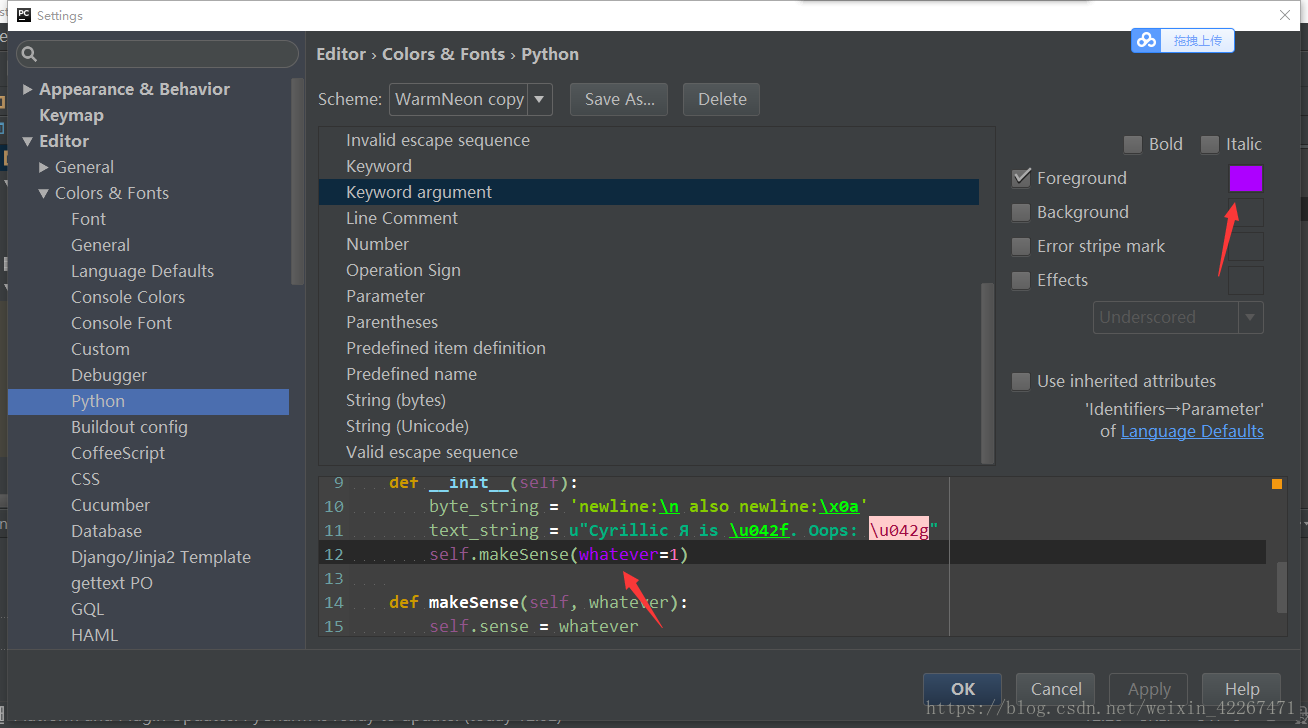 PC Settings
拖拽上传
Editor › Colors & Fonts › Python
Scheme: WarmNeon copy Save As... Delete
Appearance & Behavior
Keymap
Editor
General
Colors & Fonts
Font
General
Language Defaults
Console Colors
Console Font
Custom
Debugger
Python
Buildout config
CoffeeScript
CSS
Cucumber
Database
Django/Jinja2 Template
gettext PO
GQL
HAML
Invalid escape sequence
Keyword
Keyword argument
Line Comment
Number
Operation Sign
Parameter
Parentheses
Predefined item definition
Predefined name
String (bytes)
String (Unicode)
Valid escape sequence
Bold Italic
Foreground
Background
Error stripe mark
Effects
Underscored
Use inherited attributes
'Identifiers→Parameter'
of Language Defaults
9 def __init__(self):
10 byte_string = 'newline:\n also newline:\x0a'
11 text_string = u"Cyrillic Я is \u042f. Oops: \u042g"
12 self.makeSense(whatever=1)
13
14 def makeSense(self, whatever):
15 self.sense = whatever
OK Cancel Apply Help
https://blog.csdn.net/weixin_42267471